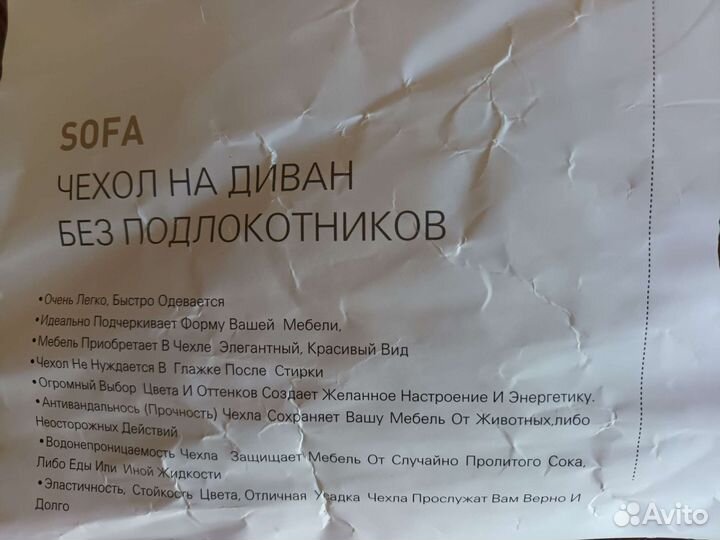 SOFA
ЧЕХОЛ НА ДИВАН
БЕЗ ПОДЛОКОТНИКОВ
•Очень Легко, Быстро Одевается
•Идеально Подчеркивает Форму Вашей Мебели,
•Мебель Приобретает В Чехле Элегантный, Красивый Вид
•Чехол Не Нуждается В Глажке После Стирки
•Огромный Выбор Цвета И Оттенков Создает Желанное Настроение И Энергетику.
•Антивандальнось (Прочность) Чехла Сохраняет Вашу Мебель От Животных,либо
Неосторожных Действий
•Водонепроницаемость Чехла Защищает Мебель От Случайно Пролитого Сока,
Либо Еды Или Иной Жидкости
•Эластичность, Стойкость Цвета, Отличная Усадка Чехла Прослужат Вам Верно И
Долго
Avito